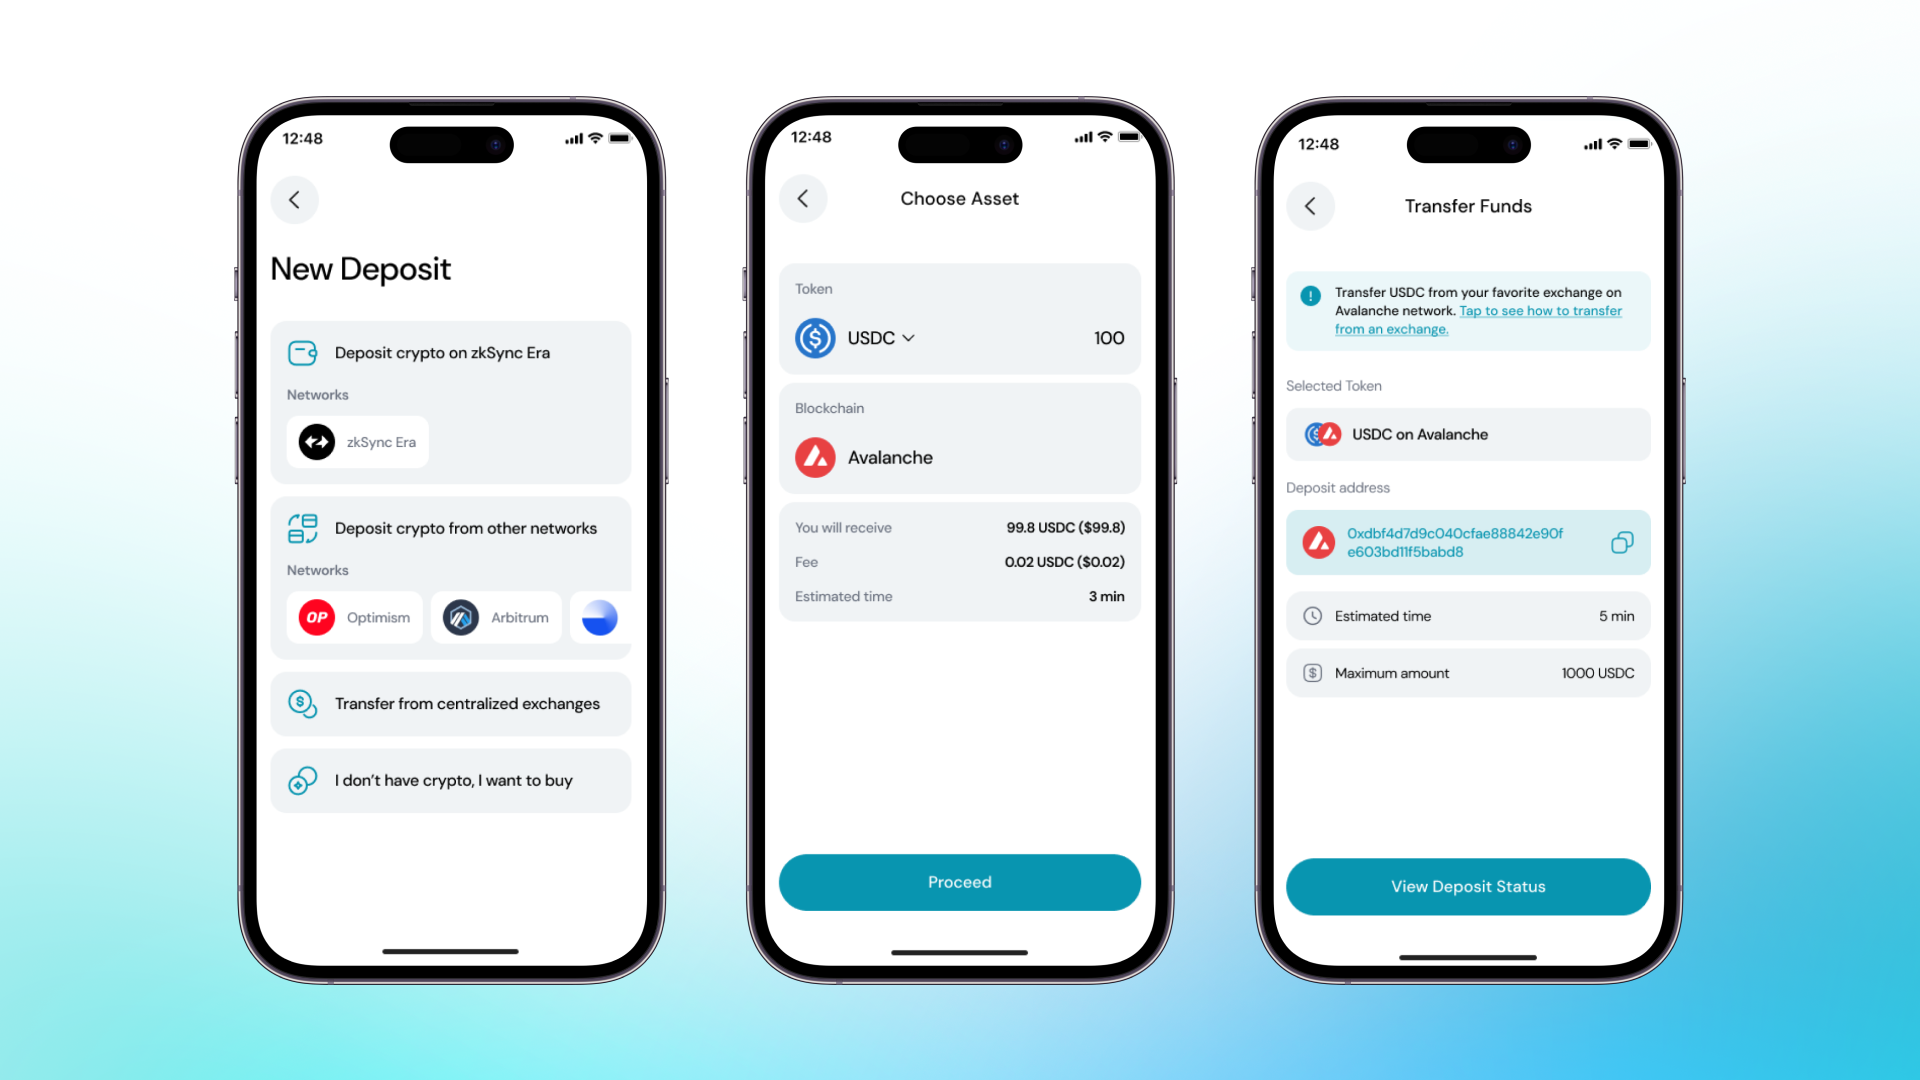 12:48
New Deposit
Deposit crypto on zkSync Era
Networks
zkSync Era
Deposit crypto from other networks
Networks
OP Optimism Arbitrum
Transfer from centralized exchanges
I don't have crypto, I want to buy
12:48
Choose Asset
Token
USDC 100
Blockchain
Avalanche
You will receive 99.8 USDC ($99.8)
Fee 0.02 USDC ($0.02)
Estimated time 3 min
Proceed
12:48
Transfer Funds
Transfer USDC from your favorite exchange on
Avalanche network. Tap to see how to transfer
from an exchange.
Selected Token
USDC on Avalanche
Deposit address
0xdbf4d7d9c040cfae88842e90f
e603bd11f5babd8
Estimated time 5 min
Maximum amount 1000 USDC
View Deposit Status